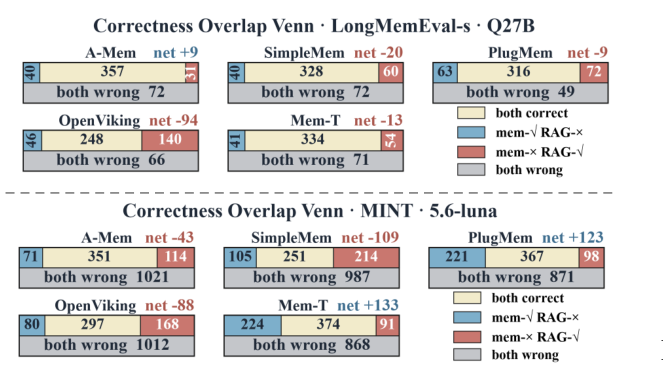 Correctness Overlap Venn · LongMemEval-s · Q27B
A-Mem net +9
40 357 31
both wrong 72
SimpleMem net -20
40 328 60
both wrong 72
PlugMem net -9
63 316 72
both wrong 49
OpenViking net -94
46 248 140
both wrong 66
Mem-T net -13
41 334 54
both wrong 71
both correct
mem-√ RAG-×
mem-× RAG-√
both wrong
Correctness Overlap Venn · MINT · 5.6-luna
A-Mem net -43
71 351 114
both wrong 1021
SimpleMem net -109
105 251 214
both wrong 987
PlugMem net +123
221 367 98
both wrong 871
OpenViking net -88
80 297 168
both wrong 1012
Mem-T net +133
224 374 91
both wrong 868
both correct
mem-√ RAG-×
mem-× RAG-√
both wrong